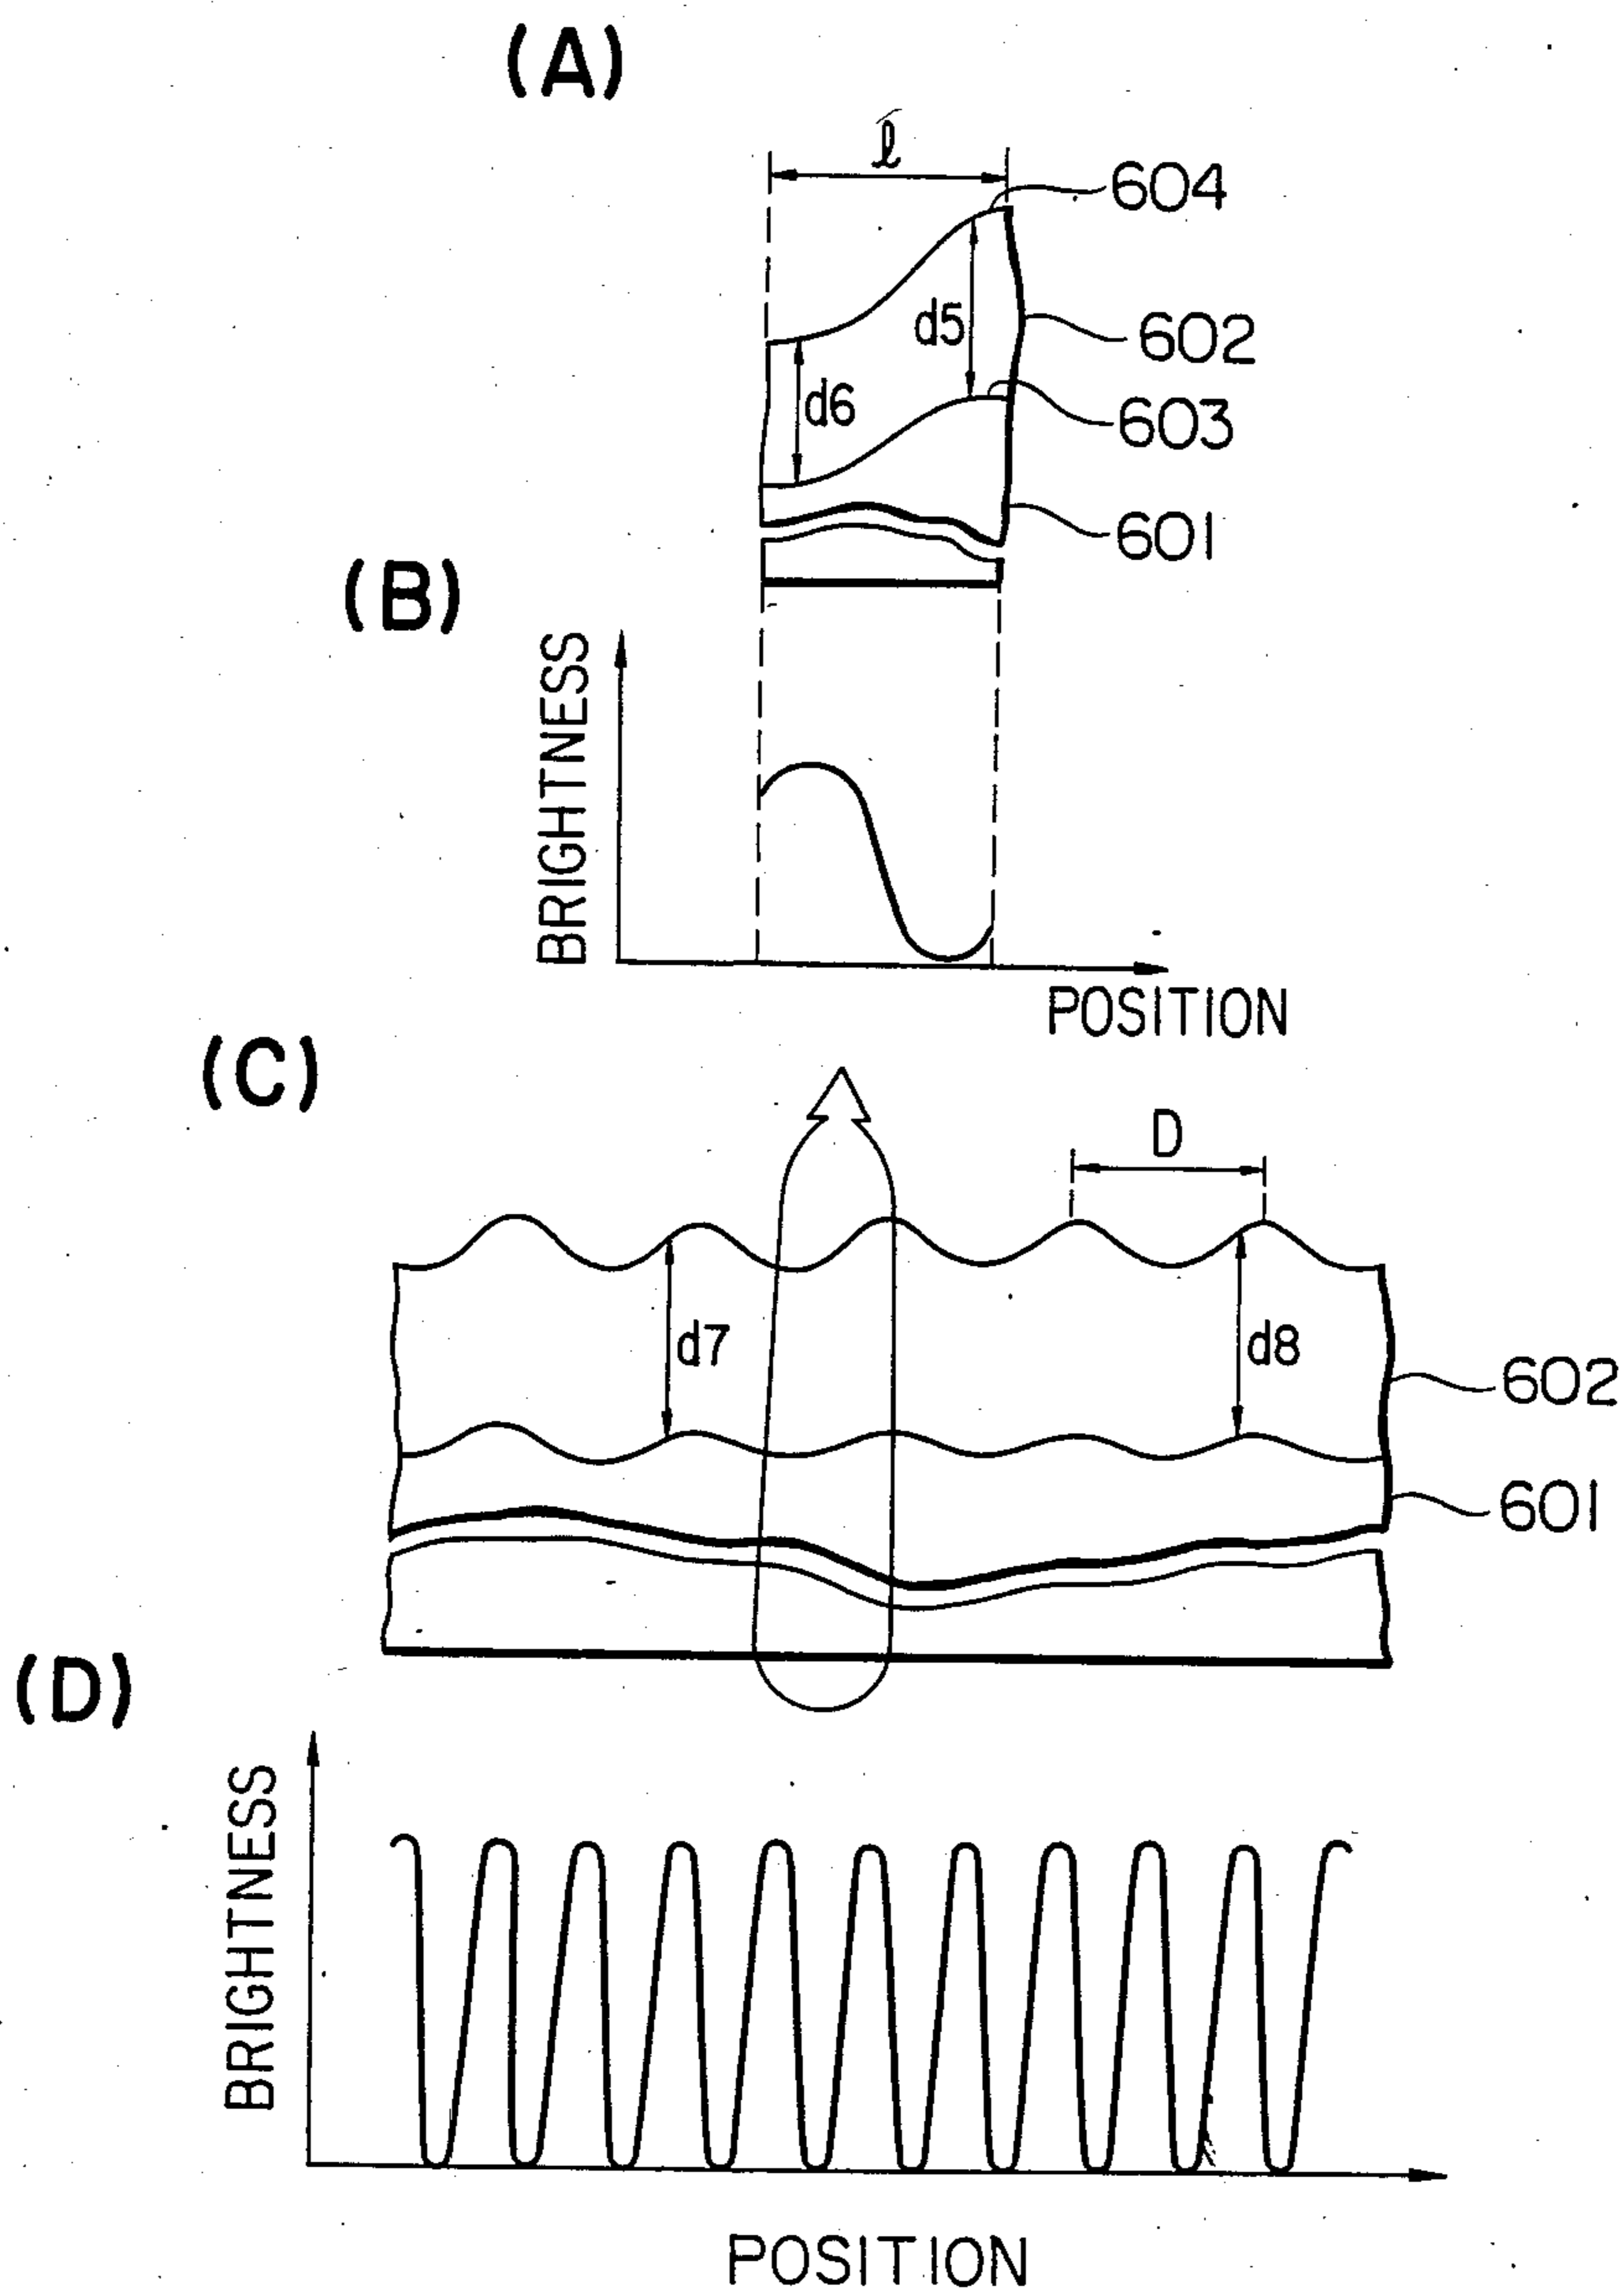 (A)
ℓ
604
d5
602
d6
603
601
(B)
BRIGHTNESS
POSITION
(C)
D
d7
d8
602
601
(D)
BRIGHTNESS
POSITION